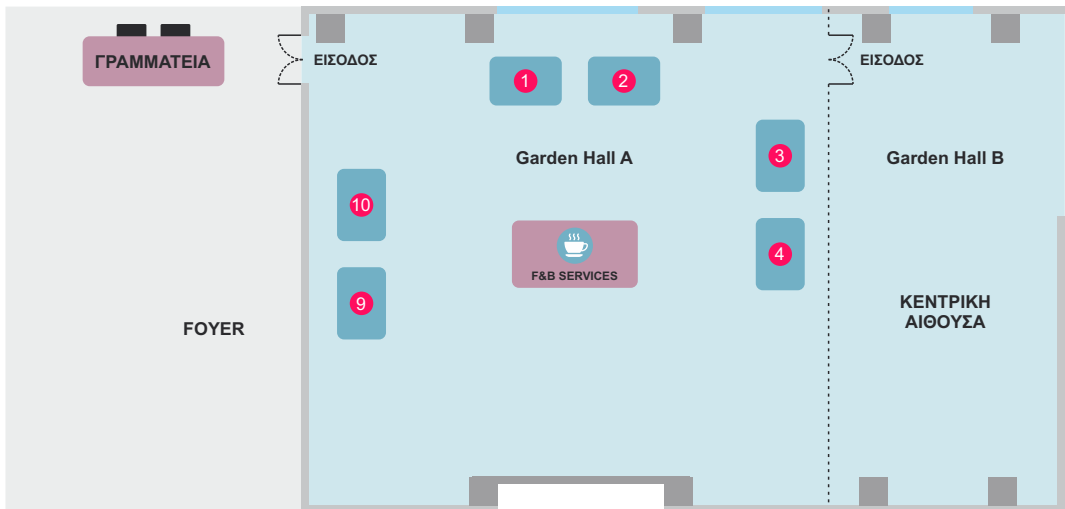 ΓΡΑΜΜΑΤΕΙΑ
ΕΙΣΟΔΟΣ
ΕΙΣΟΔΟΣ
1
2
Garden Hall A
3
Garden Hall B
10
4
F&B SERVICES
9
ΚΕΝΤΡΙΚΗ
ΑΙΘΟΥΣΑ
FOYER